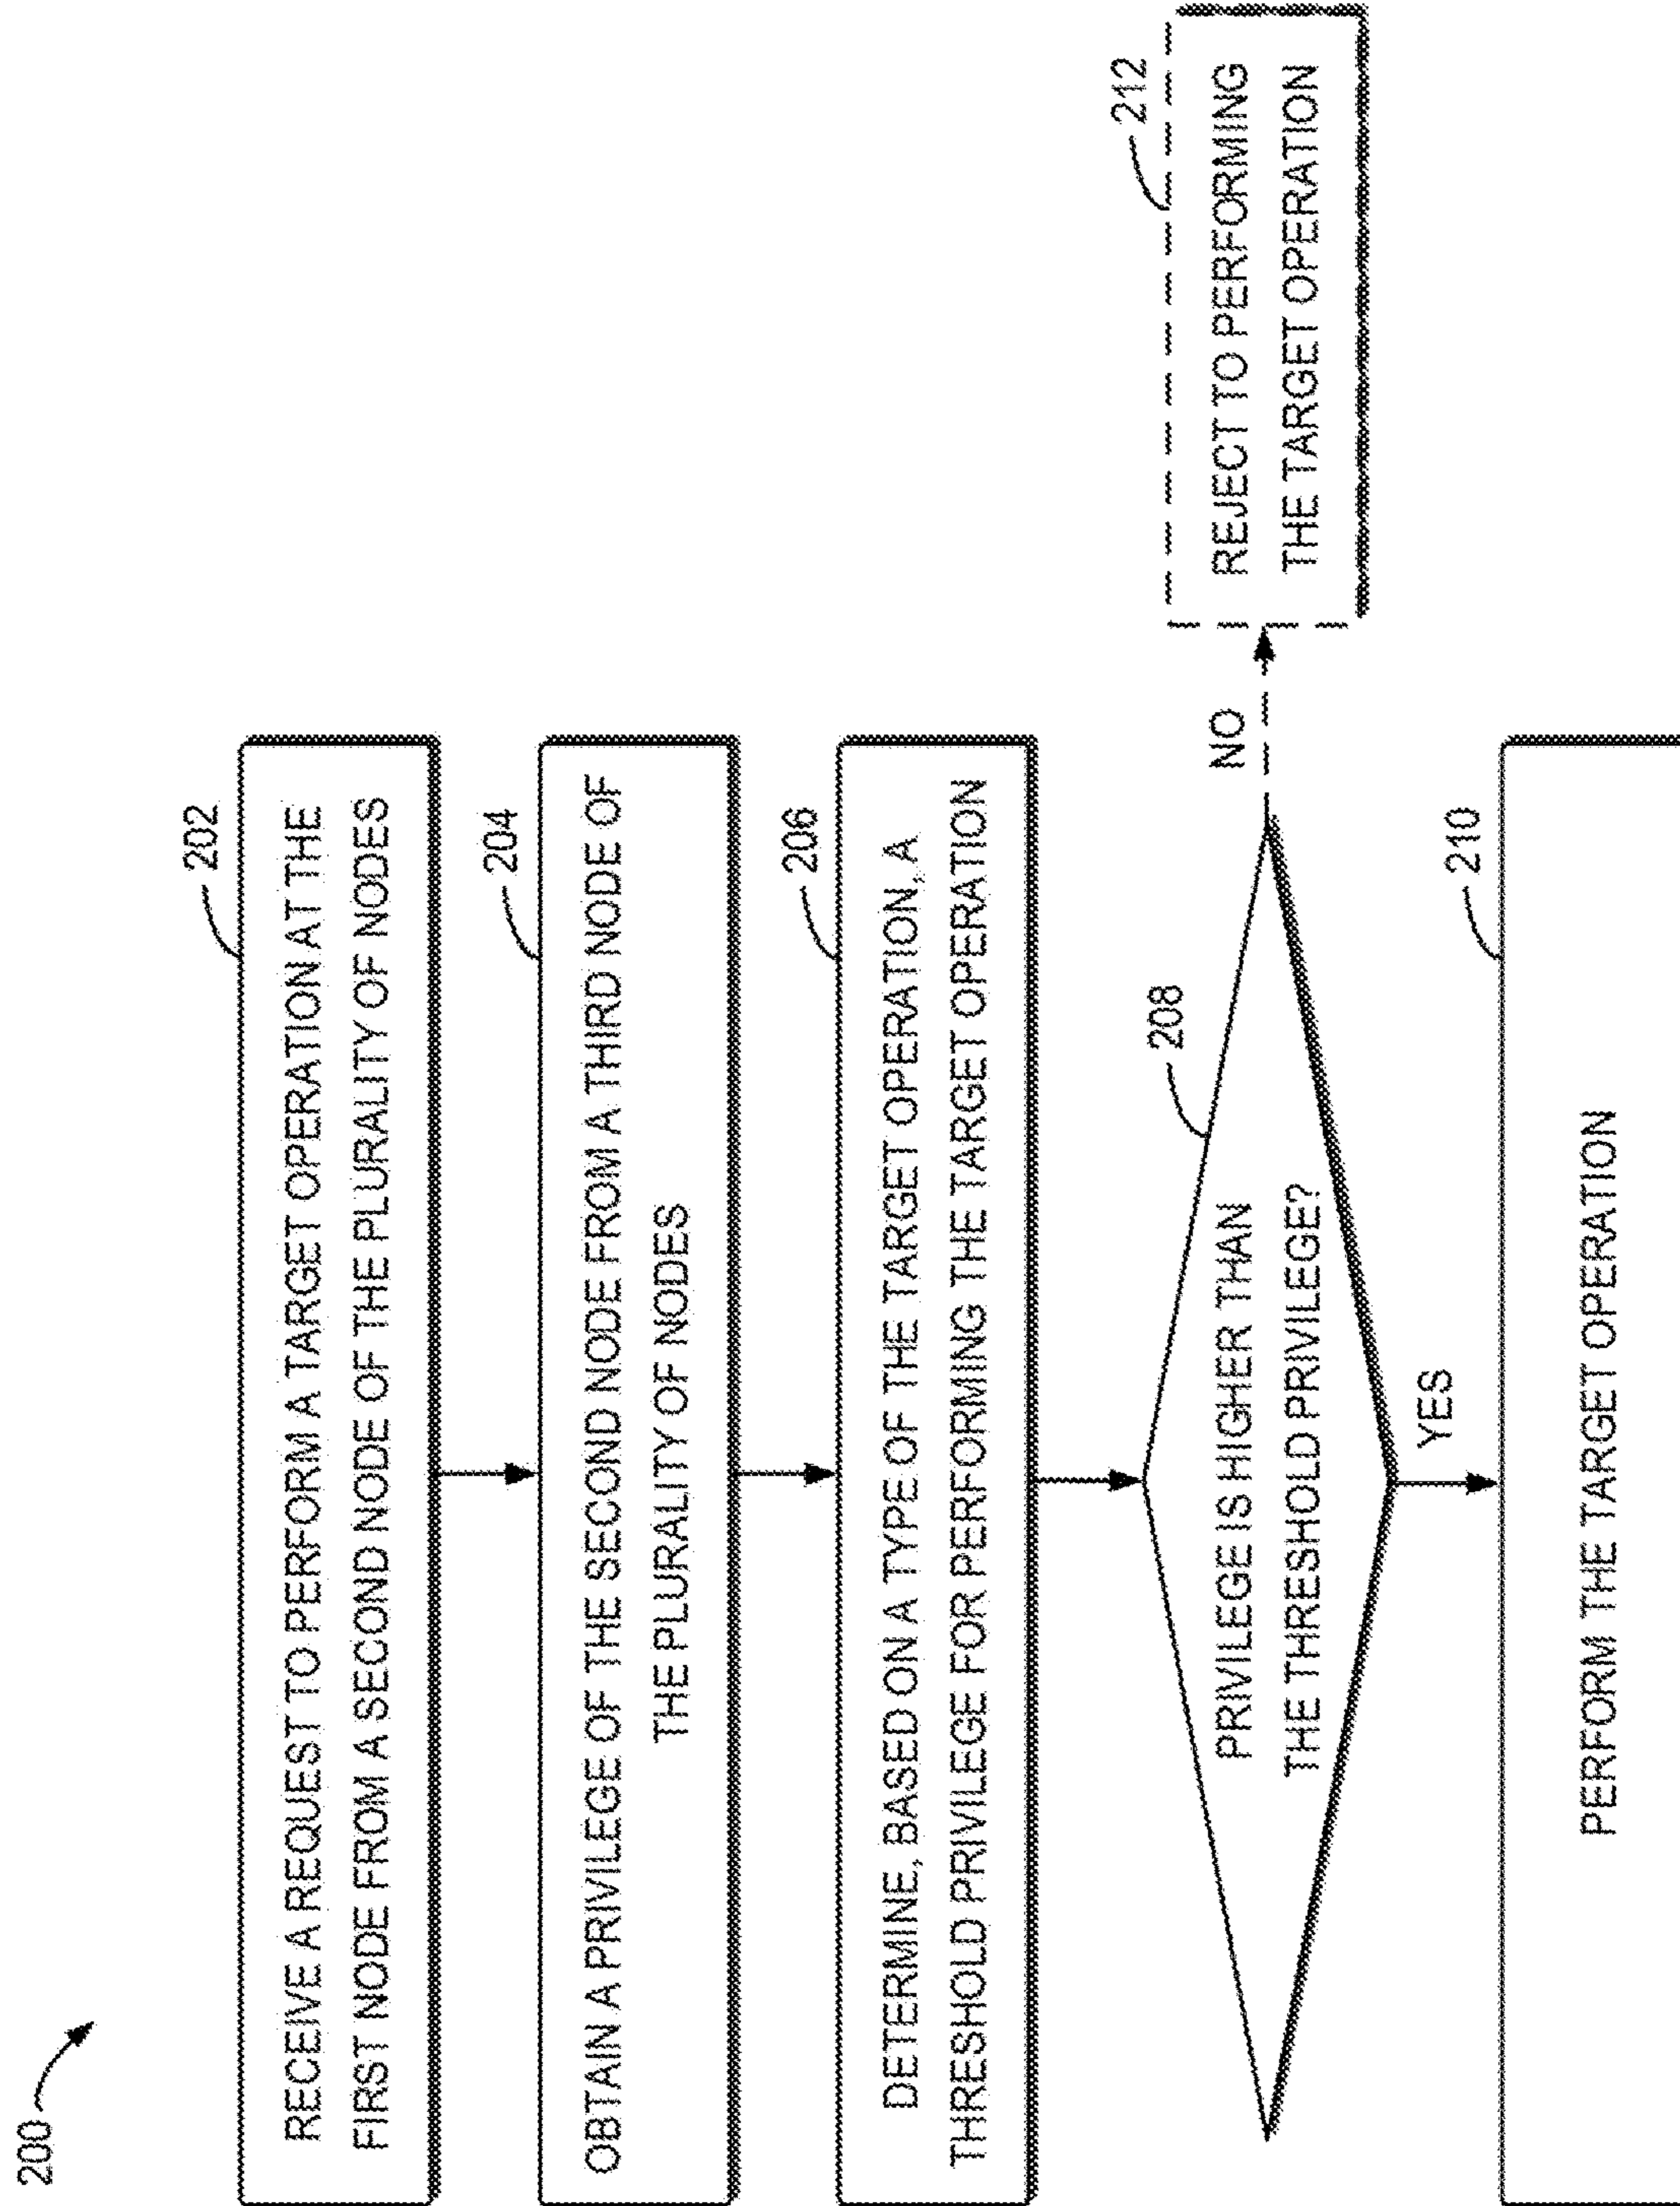 200
202
RECEIVE A REQUEST TO PERFORM A TARGET OPERATION AT THE
FIRST NODE FROM A SECOND NODE OF THE PLURALITY OF NODES
204
OBTAIN A PRIVILEGE OF THE SECOND NODE FROM A THIRD NODE OF
THE PLURALITY OF NODES
206
DETERMINE, BASED ON A TYPE OF THE TARGET OPERATION, A
THRESHOLD PRIVILEGE FOR PERFORMING THE TARGET OPERATION
208
PRIVILEGE IS HIGHER THAN
THE THRESHOLD PRIVILEGE?
NO
212
REJECT TO PERFORMING
THE TARGET OPERATION
YES
210
PERFORM THE TARGET OPERATION